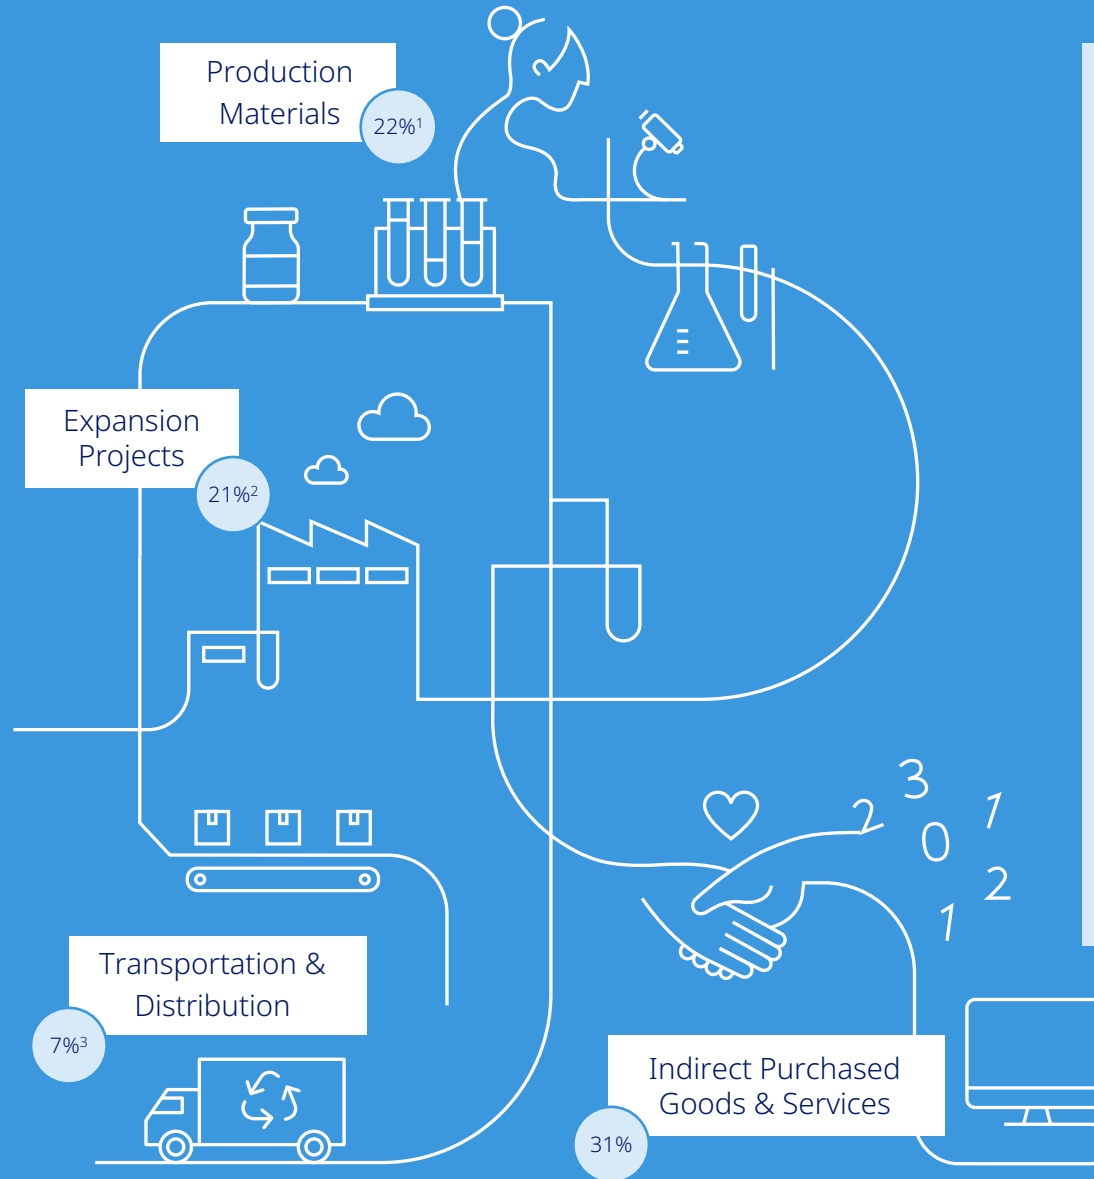 Production
Materials
22%¹
Expansion
Projects
21%²
3
2
1
0
2
1
Transportation &
Distribution
7%³
Indirect Purchased
Goods & Services
31%